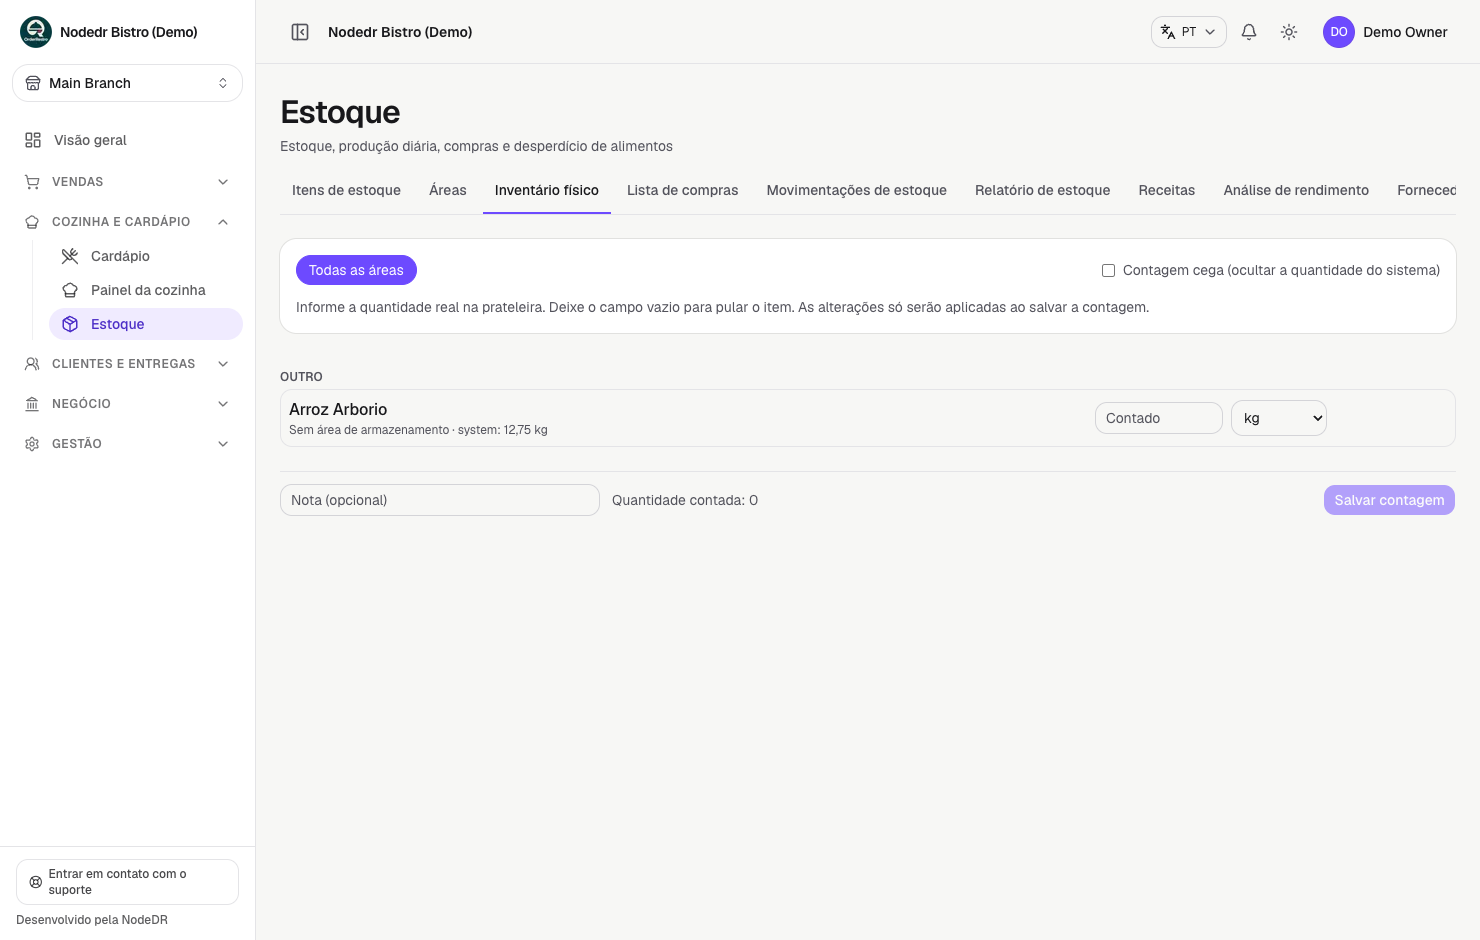 Nodedr Bistro (Demo)
Main Branch
Visão geral
VENDAS
COZINHA E CARDÁPIO
Cardápio
Painel da cozinha
Estoque
CLIENTES E ENTREGAS
NEGÓCIO
GESTÃO
Entrar em contato com o
suporte
Desenvolvido pela NodeDR
Nodedr Bistro (Demo)
PT
DO
Demo Owner
Estoque
Estoque, produção diária, compras e desperdício de alimentos
Itens de estoque
Áreas
Inventário físico
Lista de compras
Movimentações de estoque
Relatório de estoque
Receitas
Análise de rendimento
Forneced
Todas as áreas
Contagem cega (ocultar a quantidade do sistema)
Informe a quantidade real na prateleira. Deixe o campo vazio para pular o item. As alterações só serão aplicadas ao salvar a contagem.
OUTRO
Arroz Arborio
Sem área de armazenamento · system: 12,75 kg
Contado
kg
Nota (opcional)
Quantidade contada: 0
Salvar contagem